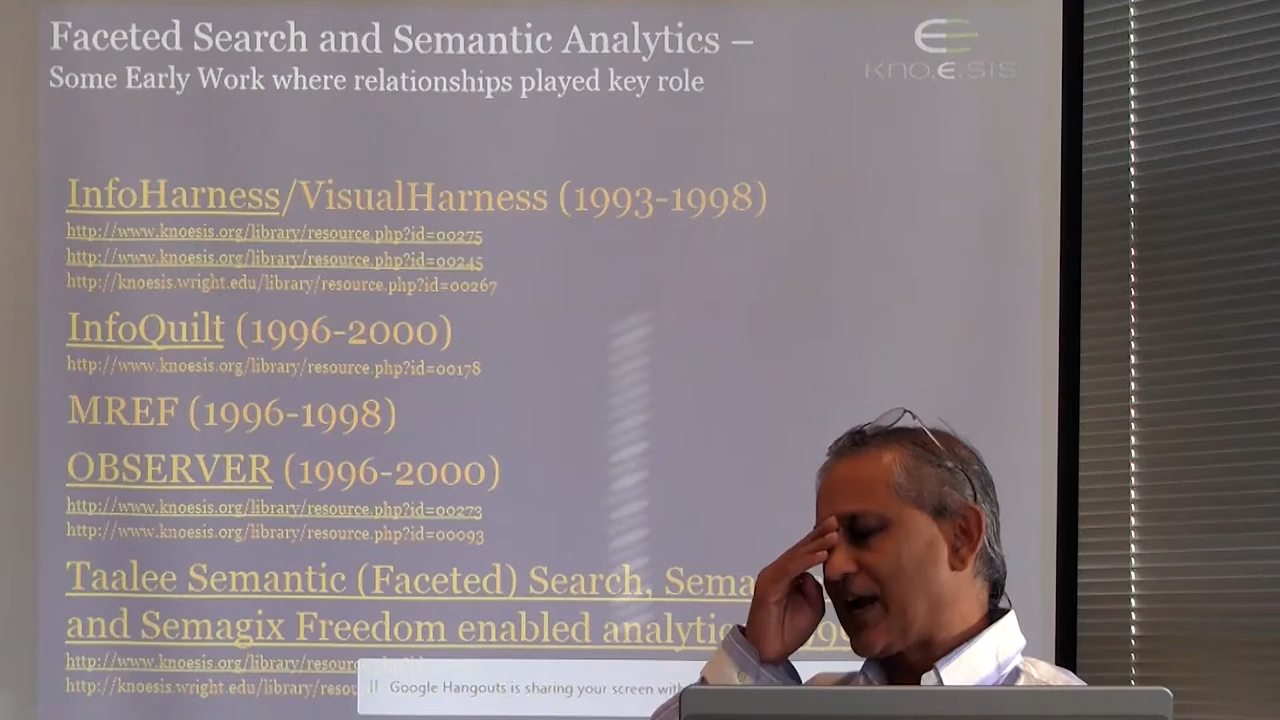 Faceted Search and Semantic Analytics –
Some Early Work where relationships played key role
kno.e.sis
InfoHarness/VisualHarness (1993-1998)
http://www.knoesis.org/library/resource.php?id=00275
http://www.knoesis.org/library/resource.php?id=00245
http://knoesis.wright.edu/library/resource.php?id=00267
InfoQuilt (1996-2000)
http://www.knoesis.org/library/resource.php?id=00178
MREF (1996-1998)
OBSERVER (1996-2000)
http://www.knoesis.org/library/resource.php?id=00273
http://www.knoesis.org/library/resource.php?id=00093
Taalee Semantic (Faceted) Search, Sema
and Semagix Freedom enabled analytic
http://www.knoesis.org/library/resourc
http://knoesis.wright.edu/library/resou
Google Hangouts is sharing your screen with